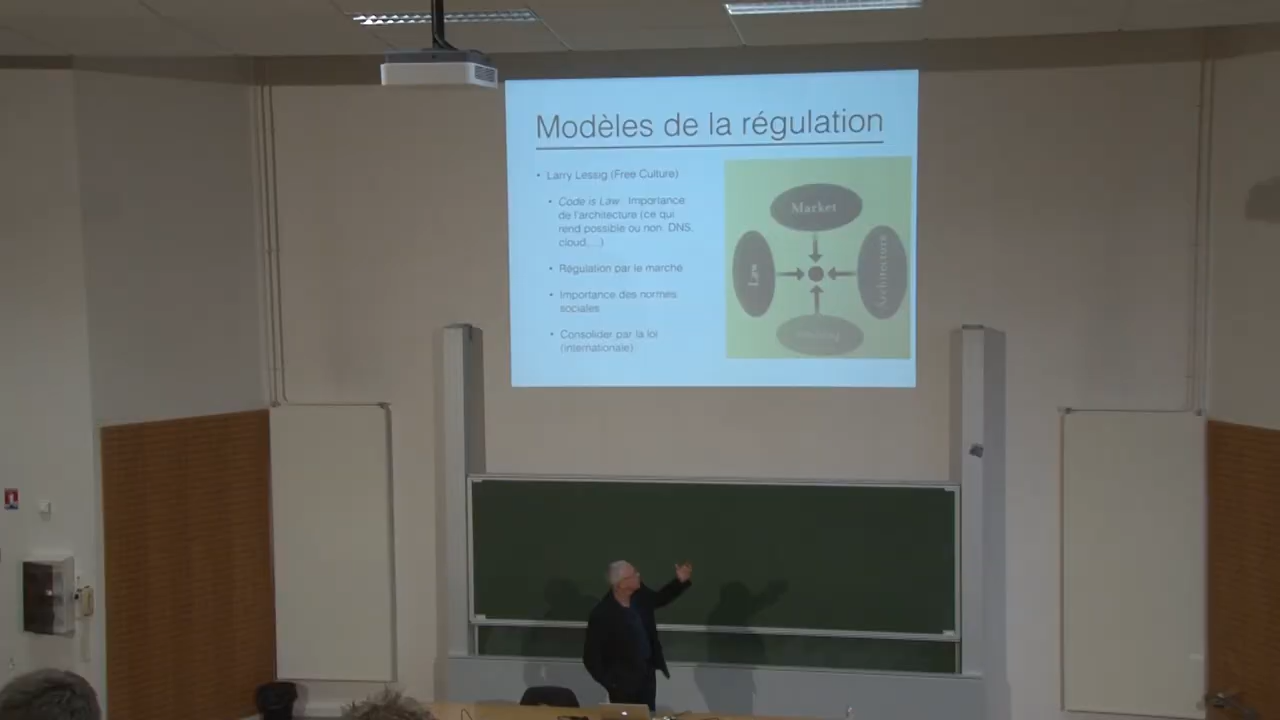 Modèles de la régulation
• Larry Lessig (Free Culture)
• Code is Law : Importance
de l'architecture (ce qui
rend possible ou non. DNS,
cloud,...)
• Régulation par le marché
• Importance des normes
sociales
• Consolider par la loi
(internationale)
Market
Law
Architecture